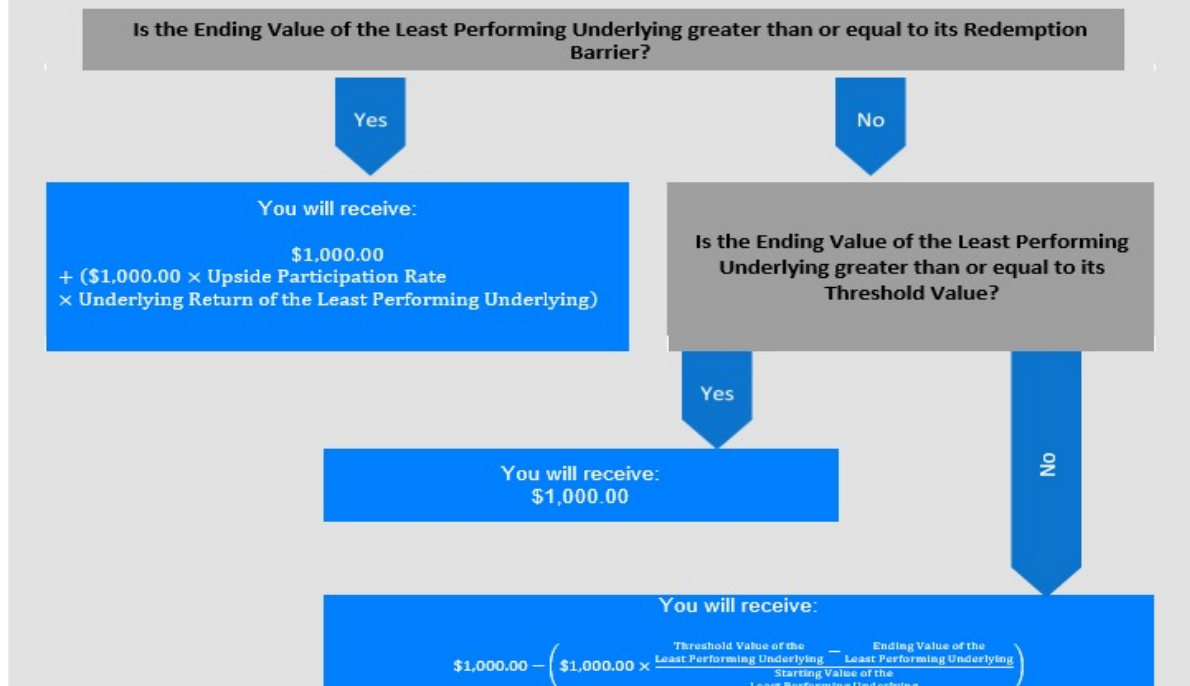 Is the Ending Value of the Least Performing Underlying greater than or equal to its Redemption
Barrier?
Yes
No
You will receive:
$1,000.00
+ ($1,000.00 × Upside Participation Rate
× Underlying Return of the Least Performing Underlying)
Is the Ending Value of the Least Performing
Underlying greater than or equal to its
Threshold Value?
Yes
No
You will receive:
$1,000.00
You will receive:
Threshold Value of the Ending Value of the
$1,000.00 − ( $1,000.00 × Least Performing Underlying − Least Performing Underlying )
Starting Value of the
Least Performing Underlying